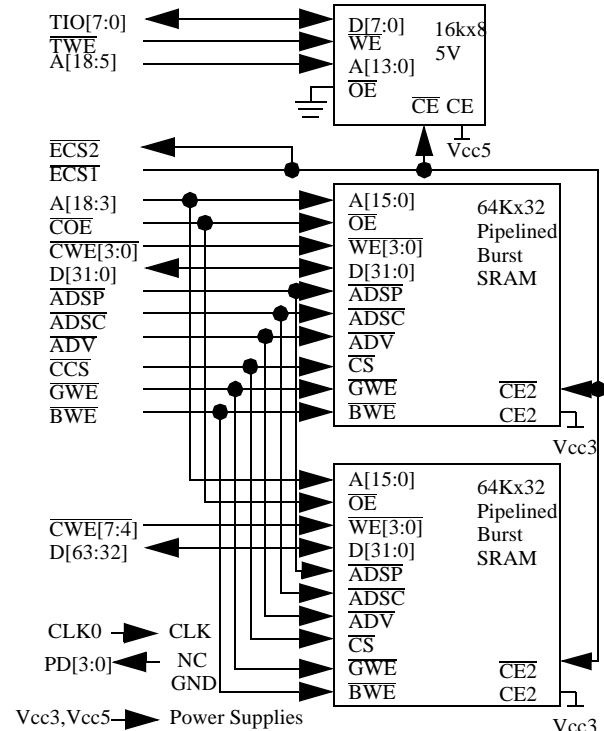 TIO[7:0] D[7:0] 16kx8
TWE WE 5V
A[18:5] A[13:0]
OE
CE CE
ECS2 Vcc5
ECS1
A[18:3] A[15:0] 64Kx32
COE OE Pipelined
CWE[3:0] WE[3:0] Burst
D[31:0] D[31:0] SRAM
ADSP ADSP
ADSC ADSC
ADV ADV
CCS CS
GWE GWE CE2
BWE BWE CE2
Vcc3
A[15:0] 64Kx32
OE Pipelined
CWE[7:4] WE[3:0] Burst
D[63:32] D[31:0] SRAM
ADSP
ADSC
CLK0 CLK ADV
CS
PD[3:0] NC GWE CE2
GND BWE CE2
Vcc3,Vcc5 Power Supplies Vcc3